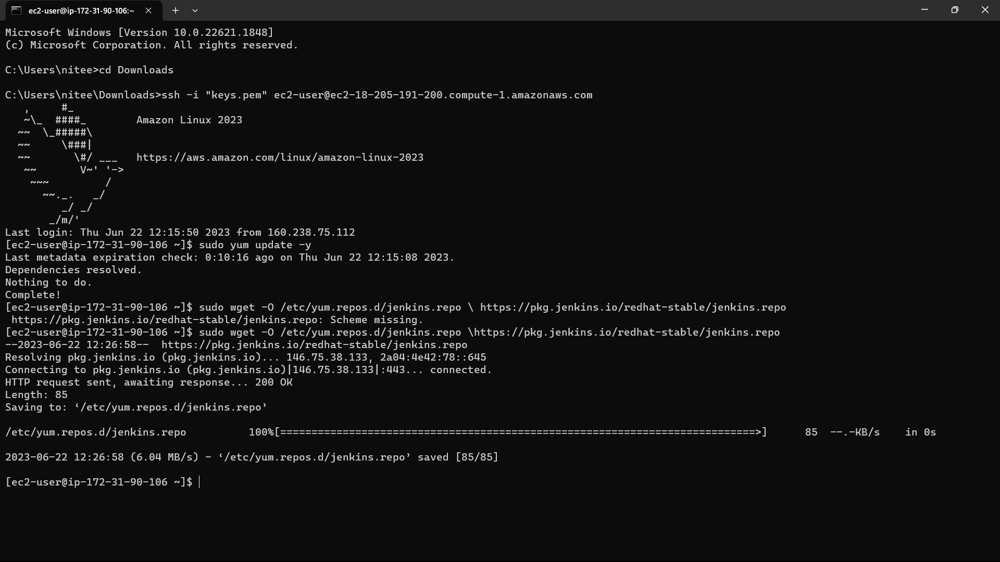 ec2-user@ip-172-31-90-106:~
Microsoft Windows [Version 10.0.22621.1848]
(c) Microsoft Corporation. All rights reserved.
C:\Users\nitee>cd Downloads
C:\Users\nitee\Downloads>ssh -i "keys.pem" ec2-user@ec2-18-205-191-200.compute-1.amazonaws.com
   ,     #_
   ~\_  ####_        Amazon Linux 2023
  ~~  \_#####\
  ~~     \###|
  ~~       \#/ ___   https://aws.amazon.com/linux/amazon-linux-2023
   ~~       V~' '->
    ~~~         /
      ~~._.   _/
         _/ _/
       _/m/'
Last login: Thu Jun 22 12:15:50 2023 from 160.238.75.112
[ec2-user@ip-172-31-90-106 ~]$ sudo yum update -y
Last metadata expiration check: 0:10:16 ago on Thu Jun 22 12:15:08 2023.
Dependencies resolved.
Nothing to do.
Complete!
[ec2-user@ip-172-31-90-106 ~]$ sudo wget -O /etc/yum.repos.d/jenkins.repo \ https://pkg.jenkins.io/redhat-stable/jenkins.repo
 https://pkg.jenkins.io/redhat-stable/jenkins.repo: Scheme missing.
[ec2-user@ip-172-31-90-106 ~]$ sudo wget -O /etc/yum.repos.d/jenkins.repo \https://pkg.jenkins.io/redhat-stable/jenkins.repo
--2023-06-22 12:26:58--  https://pkg.jenkins.io/redhat-stable/jenkins.repo
Resolving pkg.jenkins.io (pkg.jenkins.io)... 146.75.38.133, 2a04:4e42:78::645
Connecting to pkg.jenkins.io (pkg.jenkins.io)|146.75.38.133|:443... connected.
HTTP request sent, awaiting response... 200 OK
Length: 85
Saving to: ‘/etc/yum.repos.d/jenkins.repo’
/etc/yum.repos.d/jenkins.repo          100%[============================================================================>]      85  --.-KB/s    in 0s
2023-06-22 12:26:58 (6.04 MB/s) - ‘/etc/yum.repos.d/jenkins.repo’ saved [85/85]
[ec2-user@ip-172-31-90-106 ~]$